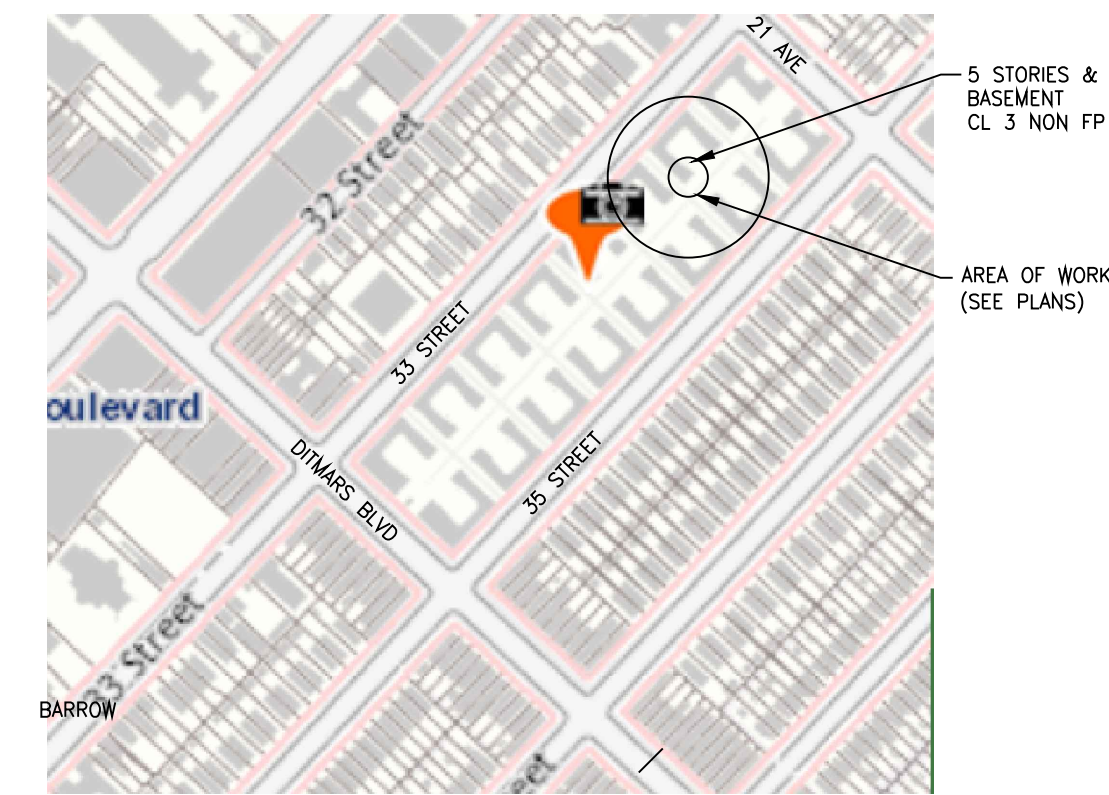 21 AVE
5 STORIES &
BASEMENT
CL 3 NON FP
32 Street
AREA OF WORK
(SEE PLANS)
33 STREET
oulevard
DITMARS BLVD
35 STREET
33 Street
BARROW
eet